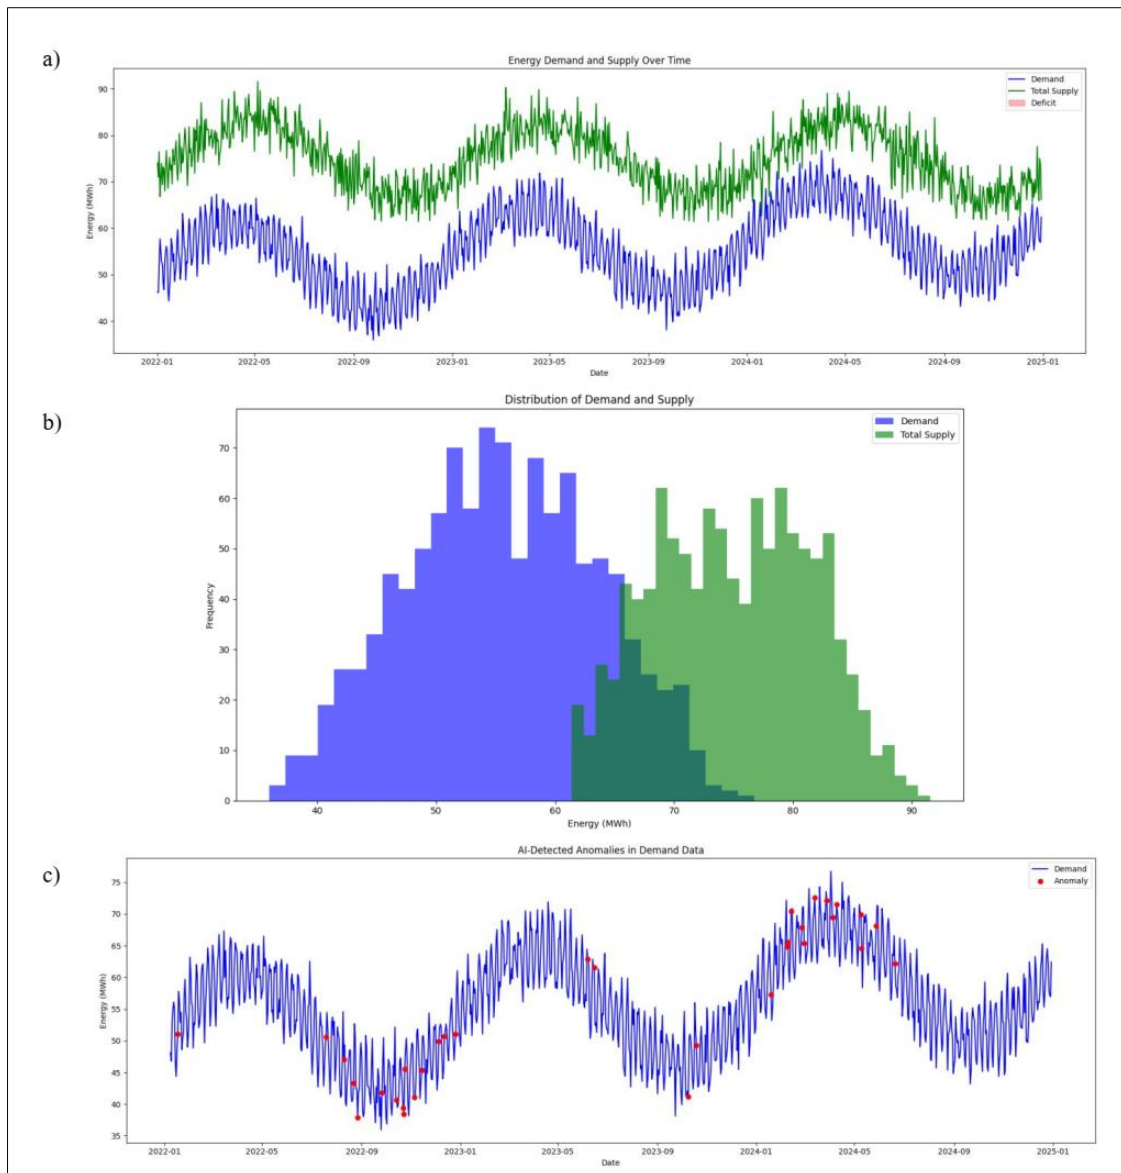 a)
Energy Demand and Supply Over Time
Demand
Total Supply
Deficit
Energy (MWh)
90
80
70
60
50
40
2022-01 2022-05 2022-09 2023-01 2023-05 2023-09 2024-01 2024-05 2024-09 2025-01
Date
b)
Distribution of Demand and Supply
Demand
Total Supply
Frequency
70
60
50
40
30
20
10
0
40 50 60 70 80 90
Energy (MWh)
c)
AI-Detected Anomalies in Demand Data
Demand
Anomaly
Energy (MWh)
75
70
65
60
55
50
45
40
35
2022-01 2022-05 2022-09 2023-01 2023-05 2023-09 2024-01 2024-05 2024-09 2025-01
Date